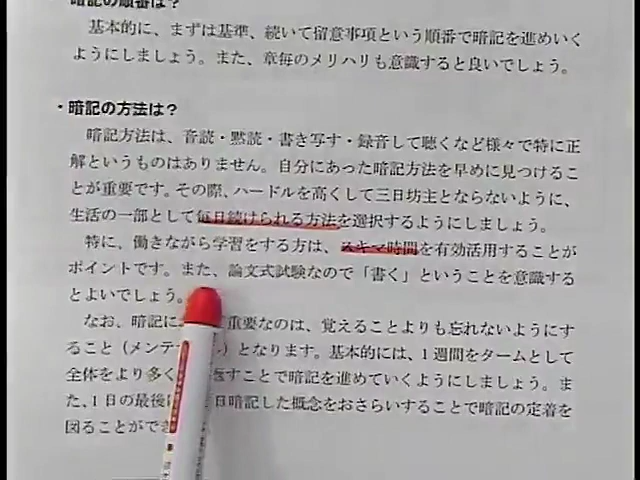 暗記の順番は？
基本的に、まずは基準、続いて留意事項という順番で暗記を進めいく
ようにしましょう。また、章毎のメリハリも意識すると良いでしょう。
・暗記の方法は？
暗記方法は、音読・黙読・書き写す・録音して聴くなど様々で特に正
解というものはありません。自分にあった暗記方法を早めに見つけるこ
とが重要です。その際、ハードルを高くして三日坊主とならないように、
生活の一部として毎日続けられる方法を選択するようにしましょう。
特に、働きながら学習をする方は、スキマ時間を有効活用することが
ポイントです。また、論文式試験なので「書く」ということを意識する
とよいでしょう。
なお、暗記に 重要なのは、覚えることよりも忘れないようにす
ること（メンテ ）となります。基本的には、1週間をタームとして
全体をより多く すことで暗記を進めていくようにしましょう。ま
た、1日の最後 日暗記した概念をおさらいすることで暗記の定着を
図ることができ